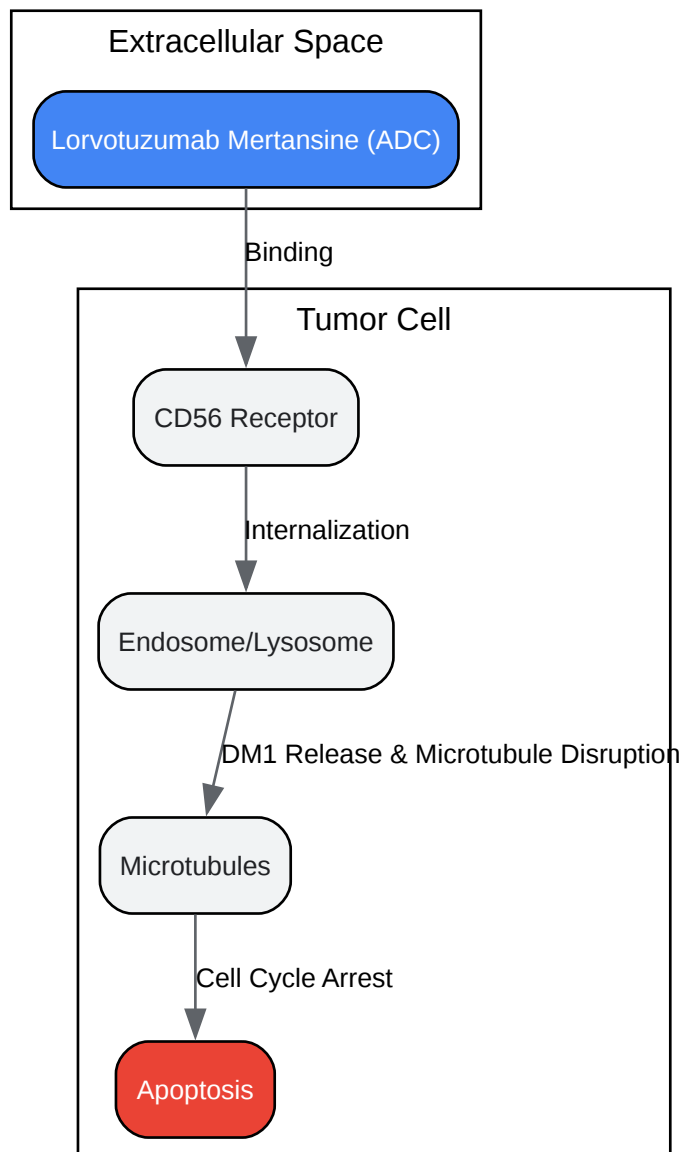 Extracellular Space
Lorvotuzumab Mertansine (ADC)
Binding
Tumor Cell
CD56 Receptor
Internalization
Endosome/Lysosome
DM1 Release & Microtubule Disruption
Microtubules
Cell Cycle Arrest
Apoptosis